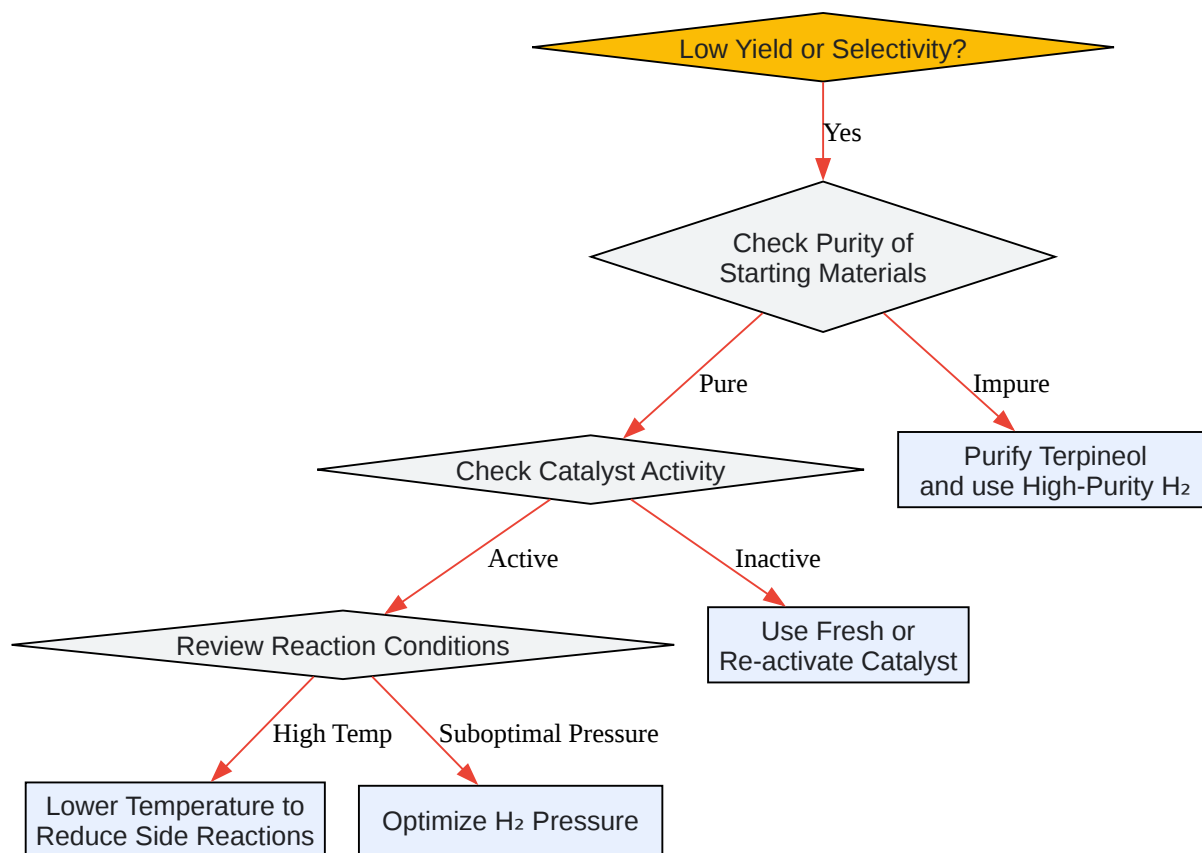 Low Yield or Selectivity?
Yes
Check Purity of
Starting Materials
Pure
Impure
Check Catalyst Activity
Purify Terpineol
and use High-Purity H₂
Active
Inactive
Review Reaction Conditions
Use Fresh or
Re-activate Catalyst
High Temp
Suboptimal Pressure
Lower Temperature to
Reduce Side Reactions
Optimize H₂ Pressure